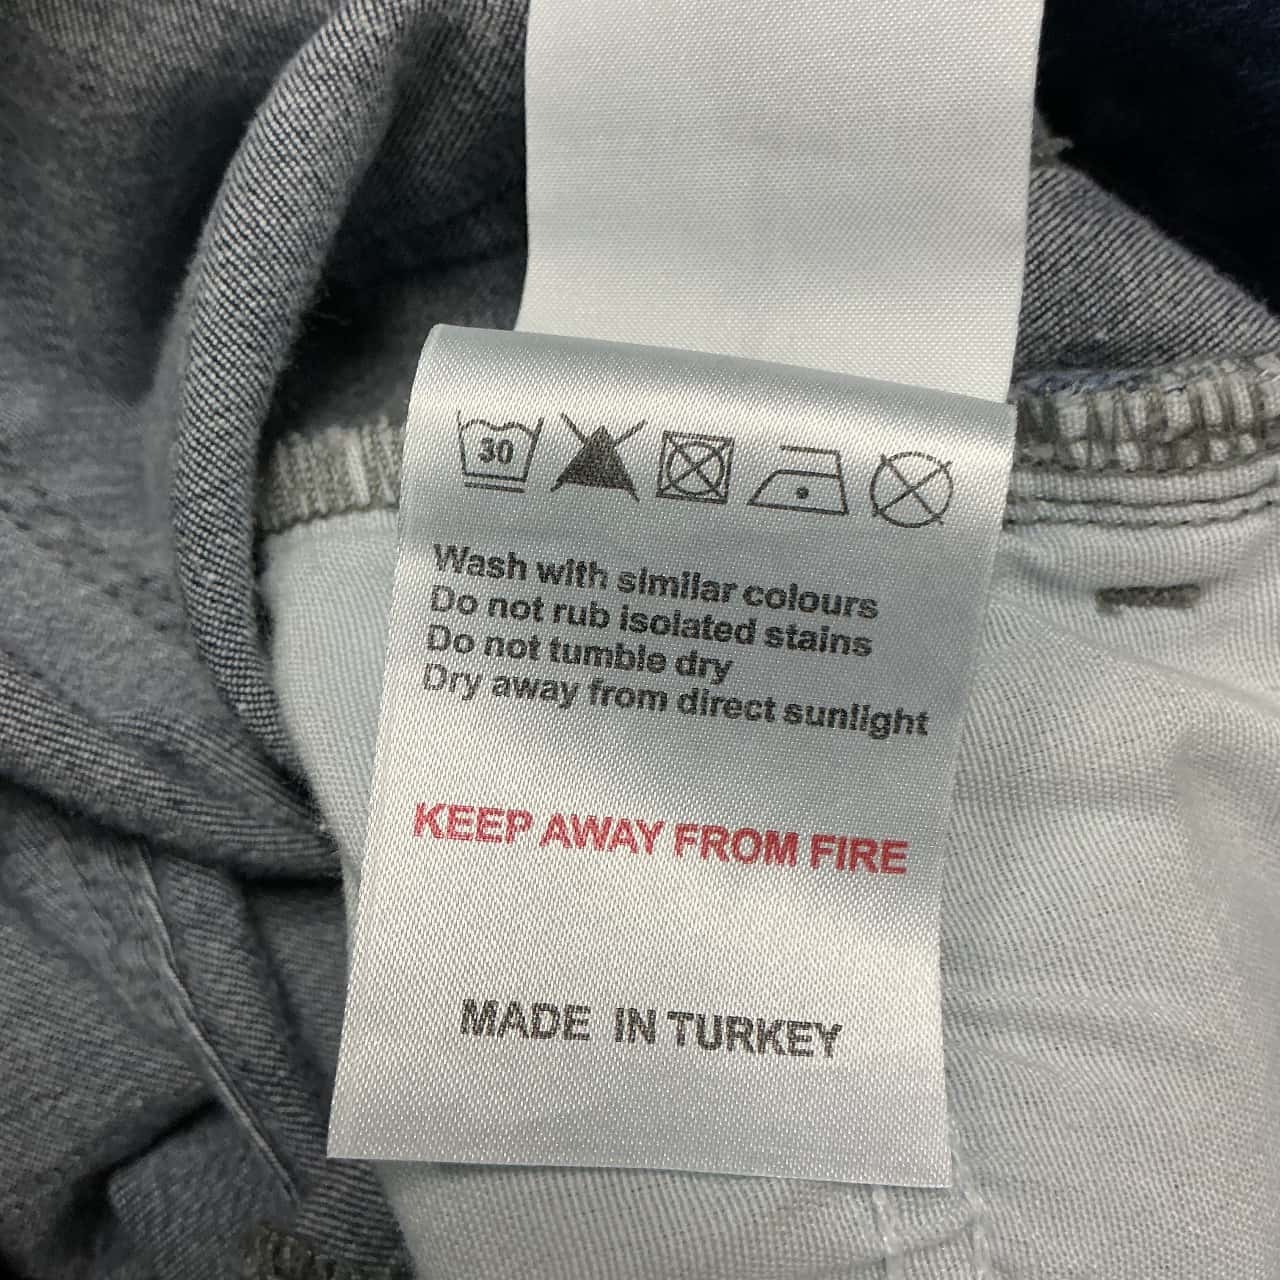 30
Wash with similar colours
Do not rub isolated stains
Do not tumble dry
Dry away from direct sunlight
KEEP AWAY FROM FIRE
MADE IN TURKEY